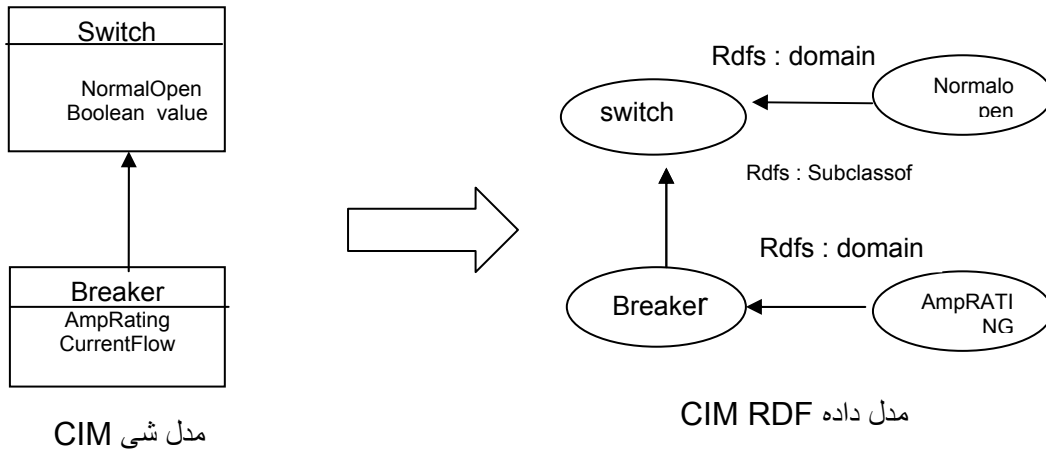 Switch
NormalOpen
Boolean value
Breaker
AmpRating
CurrentFlow
مدل شی CIM
Rdfs : domain
switch
Normalo
pen
Rdfs : Subclassof
Rdfs : domain
Breaker
AmpRATI
NG
مدل داده CIM RDF